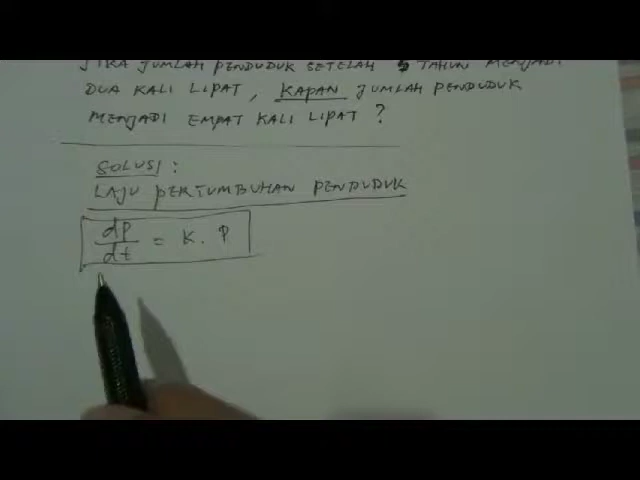 JIKA JUMLAH PENDUDUK SETELAH 5 TAHUN MENJADI
DUA KALI LIPAT, KAPAN JUMLAH PENDUDUK
MENJADI EMPAT KALI LIPAT ?
SOLUSI :
LAJU PERTUMBUHAN PENDUDUK
dP/dt = K . P